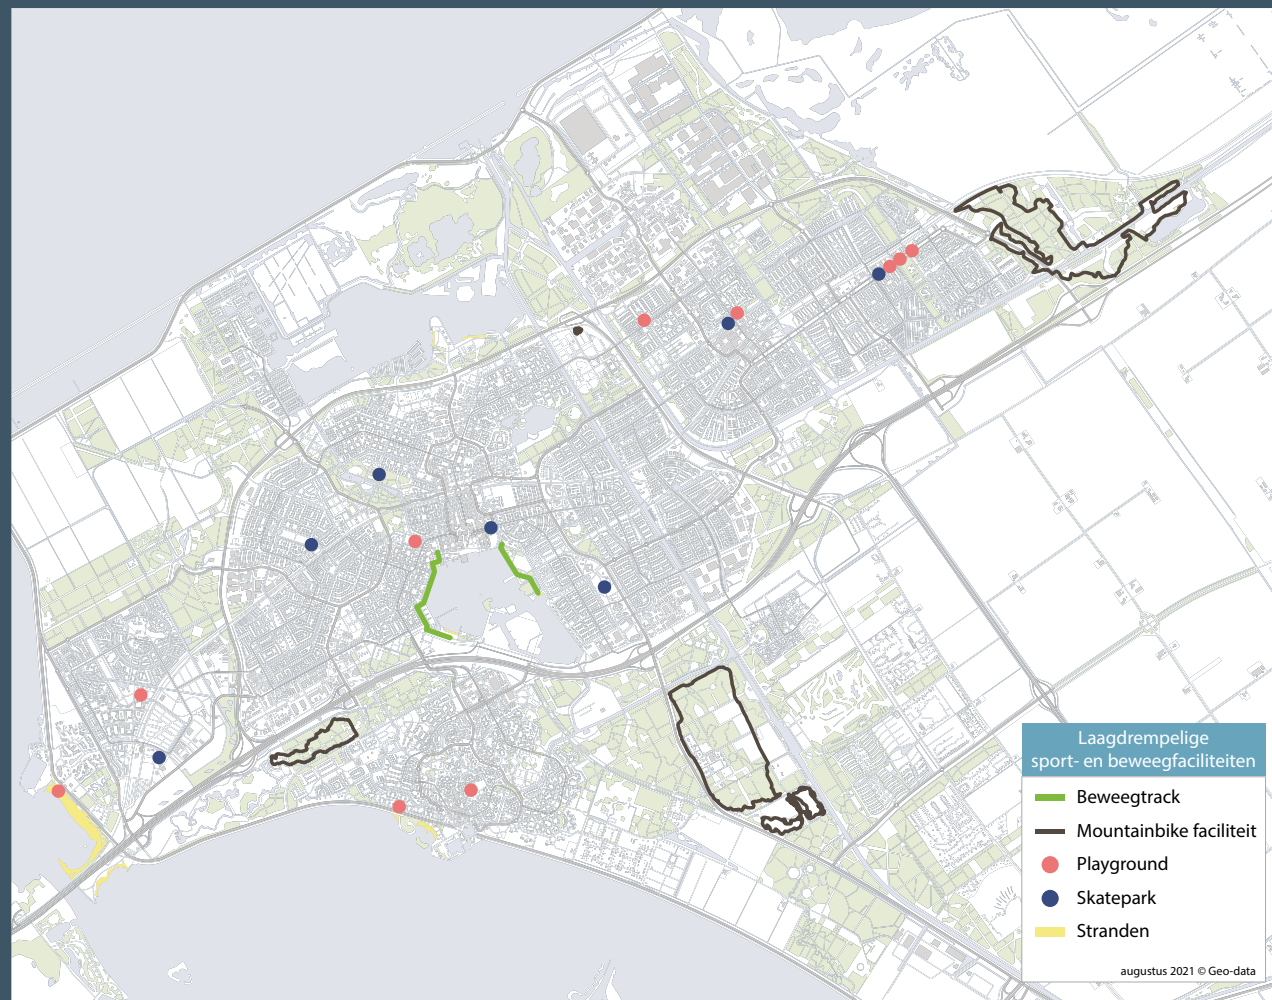 Laagdrempelige
sport- en beweegfaciliteiten
Beweegtrack
Mountainbike faciliteit
Playground
Skatepark
Stranden
augustus 2021 © Geo-data